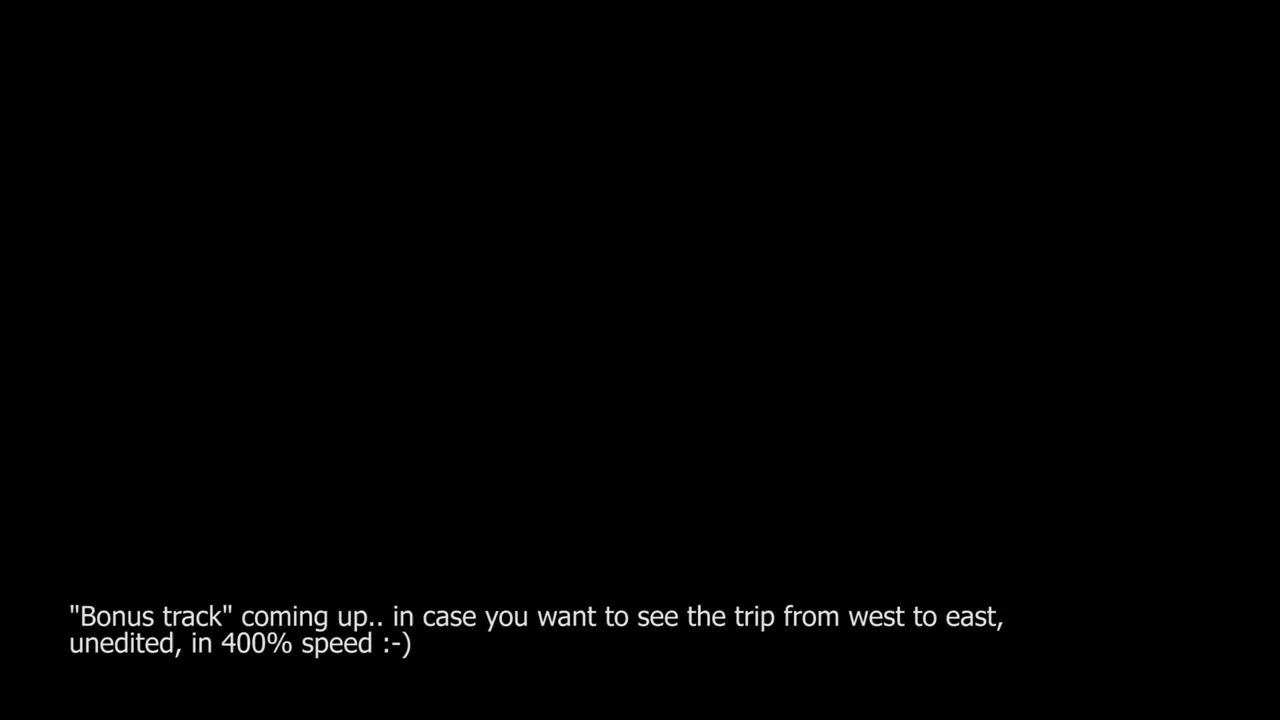 "Bonus track" coming up.. in case you want to see the trip from west to east,
unedited, in 400% speed :-)